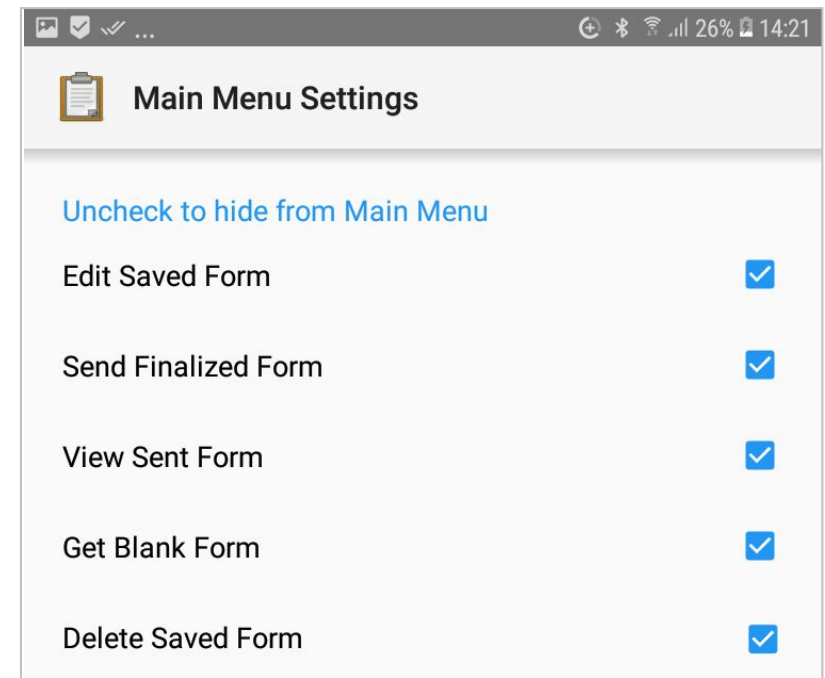 ... 26% 14:21
Main Menu Settings
Uncheck to hide from Main Menu
Edit Saved Form
Send Finalized Form
View Sent Form
Get Blank Form
Delete Saved Form